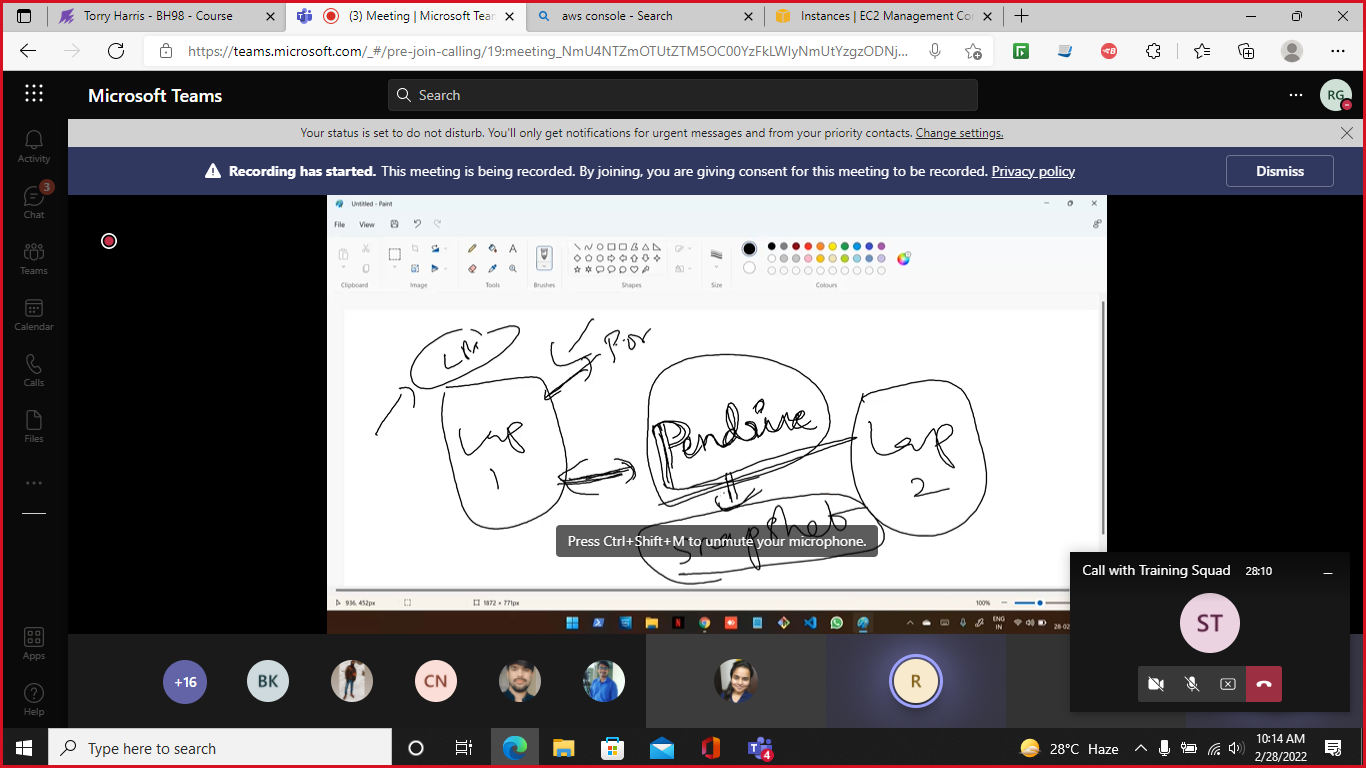 Torry Harris - BH98 - Course
(3) Meeting | Microsoft Tear
aws console - Search
Instances | EC2 Management Co
https://teams.microsoft.com/_#/pre-join-calling/19:meeting_NmU4NTZmOTUtZTM5OC00YzFkLWIyNmUtYzgzODNj...
Microsoft Teams
Search
RG
Your status is set to do not disturb. You'll only get notifications for urgent messages and from your priority contacts. Change settings.
Recording has started. This meeting is being recorded. By joining, you are giving consent for this meeting to be recorded. Privacy policy
Dismiss
Activity
Chat
3
Teams
Calendar
Calls
Files
Apps
Help
Untitled - Paint
File
View
Clipboard
Image
Tools
Brushes
Shapes
Size
Colours
Lap
1
Pendrive
Lap
2
Snapshot
Press Ctrl+Shift+M to unmute your microphone.
936, 452px
1872 × 771px
100%
ENG
IN
28-02
Call with Training Squad
28:10
ST
+16
BK
CN
R
Type here to search
4
28°C Haze
10:14 AM
2/28/2022